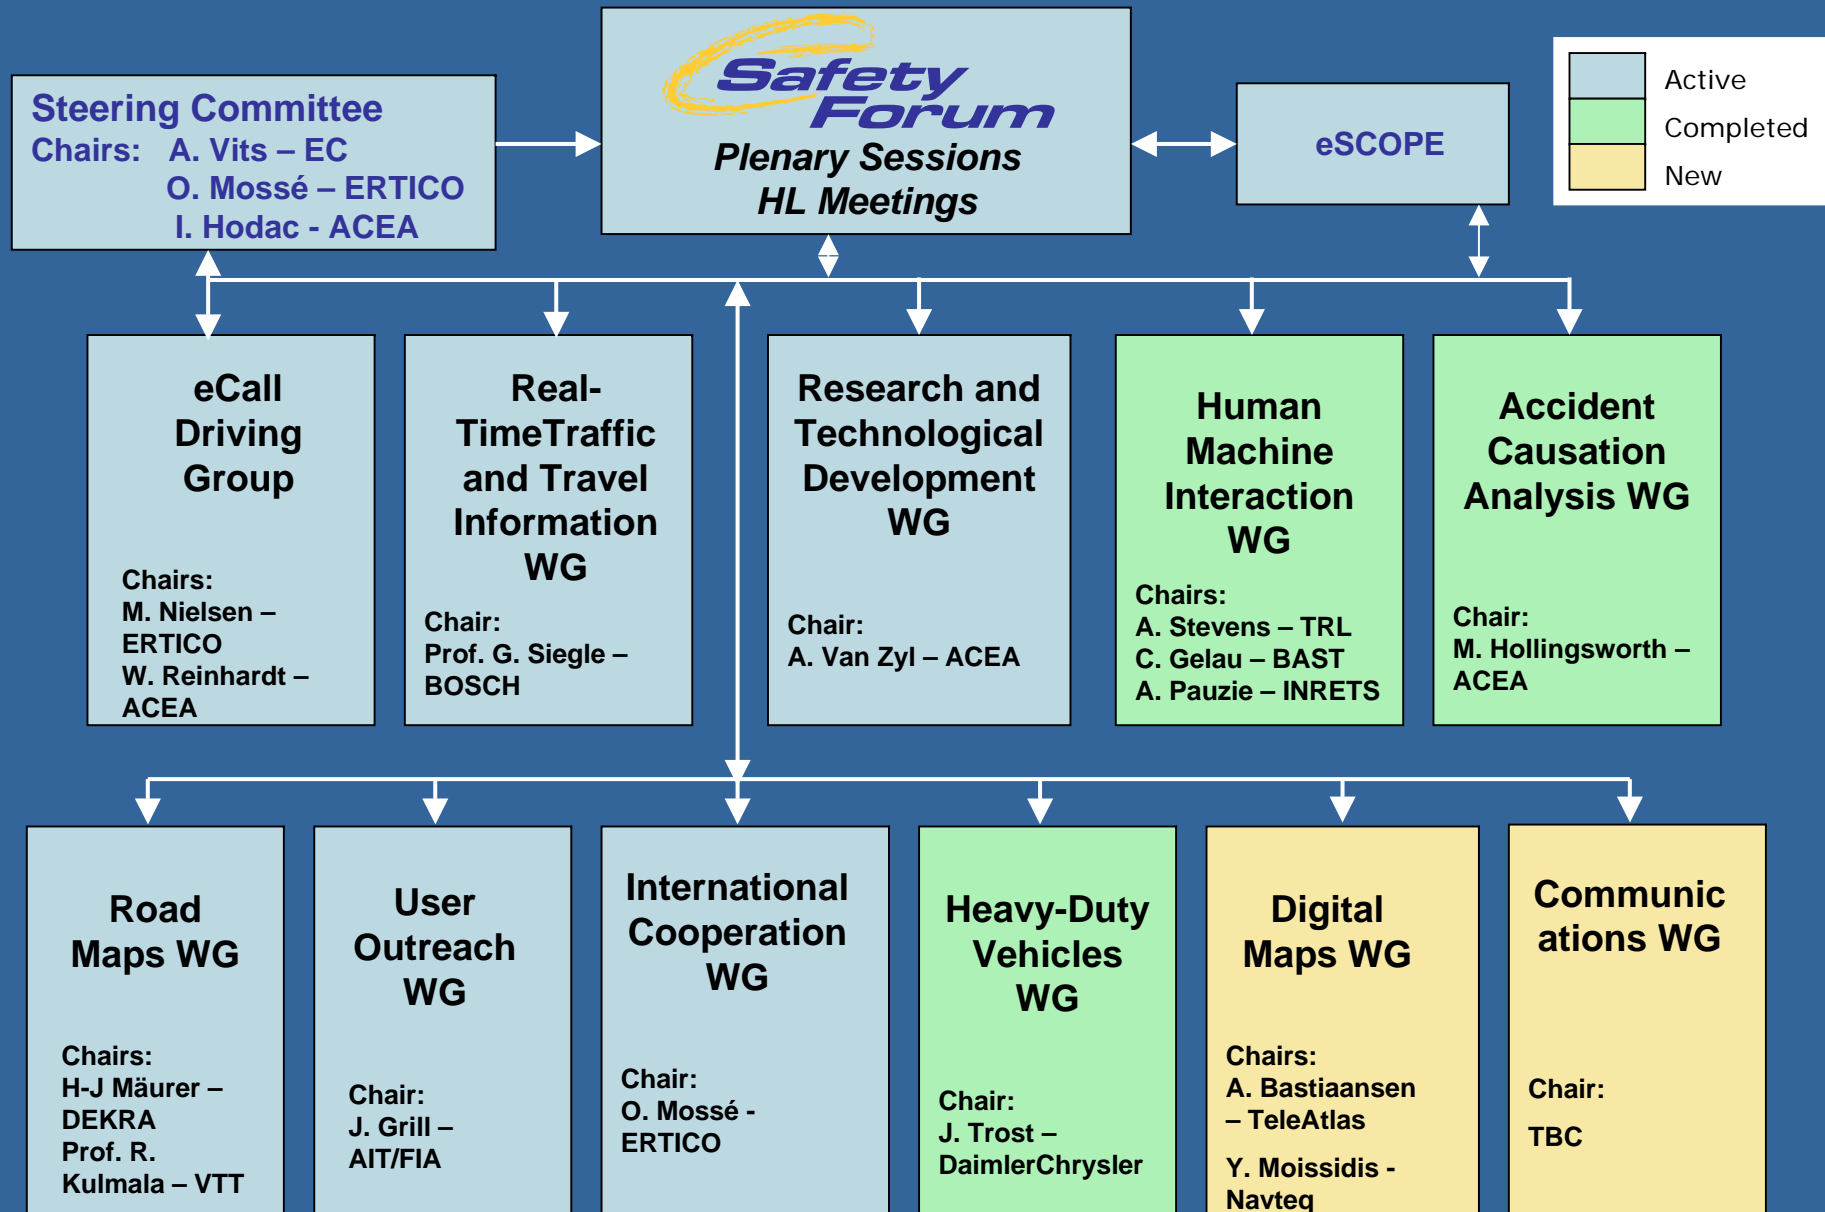 Steering Committee
Chairs: A. Vits – EC
O. Mossé – ERTICO
I. Hodac - ACEA
Safety
Forum
Plenary Sessions
HL Meetings
eSCOPE
Active
Completed
New
eCall
Driving
Group
Chairs:
M. Nielsen –
ERTICO
W. Reinhardt –
ACEA
Real-
TimeTraffic
and Travel
Information
WG
Chair:
Prof. G. Siegle –
BOSCH
Research and
Technological
Development
WG
Chair:
A. Van Zyl – ACEA
Human
Machine
Interaction
WG
Chairs:
A. Stevens – TRL
C. Gelau – BAST
A. Pauzie – INRETS
Accident
Causation
Analysis WG
Chair:
M. Hollingsworth –
ACEA
Road
Maps WG
Chairs:
H-J Mäurer –
DEKRA
Prof. R.
Kulmala – VTT
User
Outreach
WG
Chair:
J. Grill –
AIT/FIA
International
Cooperation
WG
Chair:
O. Mossé -
ERTICO
Heavy-Duty
Vehicles
WG
Chair:
J. Trost –
DaimlerChrysler
Digital
Maps WG
Chairs:
A. Bastiaansen
– TeleAtlas
Y. Moissidis -
Navteq
Communic
ations WG
Chair:
TBC